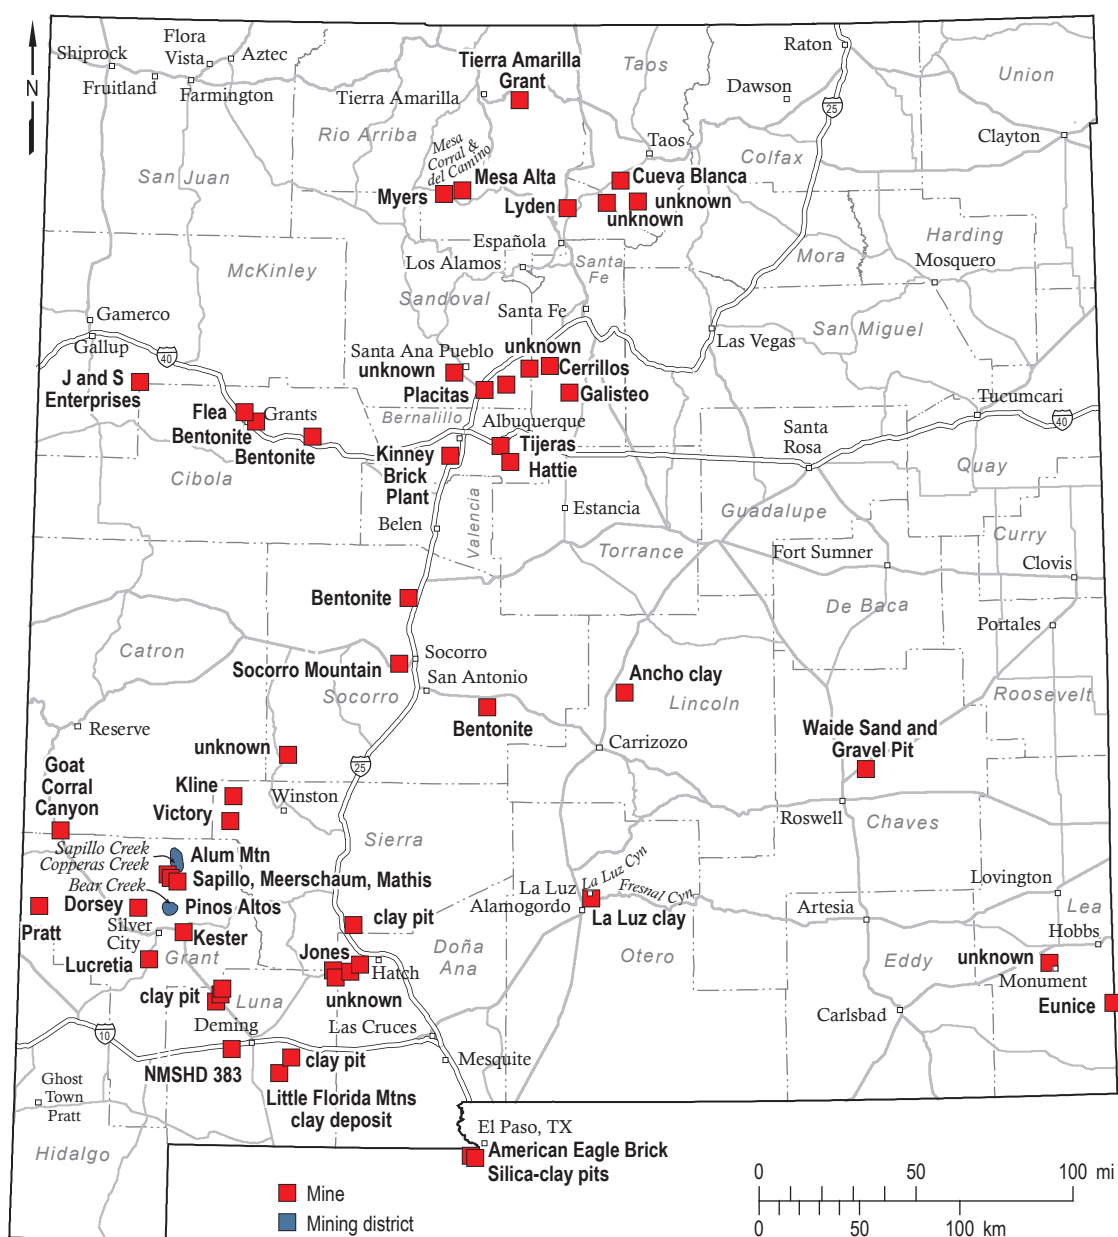 Shiprock
Flora
Vista
Aztec
Fruitland
Farmington
N
San Juan
Tierra Amarilla
Grant
Tierra Amarilla
Rio Arriba
Mesa
Corral &
del Camino
Mesa Alta
Myers
Taos
Taos
Raton
Dawson
25
Union
Clayton
Colfax
Cueva Blanca
unknown
unknown
Lyden
Española
Los Alamos
Santa
Fe
Mora
Harding
Mosquero
McKinley
Sandoval
Santa Fe
San Miguel
Las Vegas
Gamerco
Gallup
40
J and S
Enterprises
Santa Ana Pueblo
unknown
unknown
Cerrillos
Placitas
Galisteo
Flea
Grants
Bentonite
Bentonite
Bernalillo
Albuquerque
Tijeras
Hattie
Kinney
Brick
Plant
Cibola
Tucumcari
40
Santa
Rosa
Quay
Guadalupe
Estancia
Belen
Valencia
Torrance
Fort Sumner
Curry
Clovis
De Baca
Portales
Bentonite
Catron
Socorro Mountain
Socorro
San Antonio
Socorro
Bentonite
Ancho clay
Lincoln
Roosevelt
Carrizozo
Waide Sand and
Gravel Pit
Reserve
unknown
25
Goat
Corral
Canyon
Kline
Victory
Winston
Sierra
Roswell
Chaves
Sapillo Creek
Copperas Creek
Alum Mtn
Sapillo, Meerschaum, Mathis
Bear Creek
Dorsey
Pinos Altos
Pratt
Silver
City
Kester
Grant
Lucretia
La Luz
La Luz Cyn
Fresnal Cyn
Alamogordo
La Luz clay
Otero
Lovington
Artesia
Lea
Hobbs
Eddy
unknown
Monument
Eunice
Carlsbad
clay pit
Doña
Ana
Jones
Hatch
unknown
clay pit
Luna
Deming
10
Las Cruces
Mesquite
NMSHD 383
clay pit
Little Florida Mtns
clay deposit
Ghost
Town
Pratt
Hidalgo
El Paso, TX
American Eagle Brick
Silica-clay pits
Mine
Mining district
0 50 100 mi
0 50 100 km